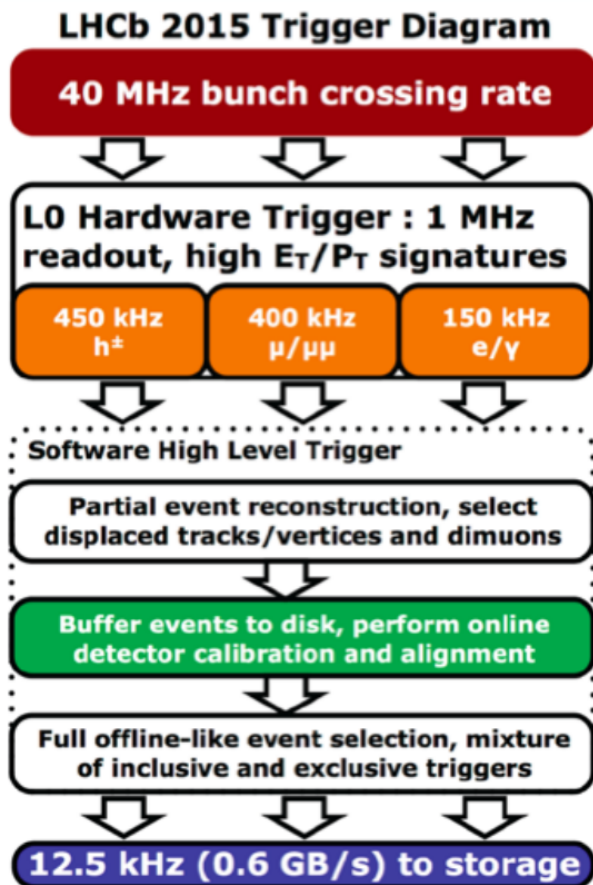 LHCb 2015 Trigger Diagram
40 MHz bunch crossing rate
L0 Hardware Trigger : 1 MHz
readout, high E_T/P_T signatures
450 kHz
h±
400 kHz
μ/μμ
150 kHz
e/γ
Software High Level Trigger
Partial event reconstruction, select
displaced tracks/vertices and dimuons
Buffer events to disk, perform online
detector calibration and alignment
Full offline-like event selection, mixture
of inclusive and exclusive triggers
12.5 kHz (0.6 GB/s) to storage